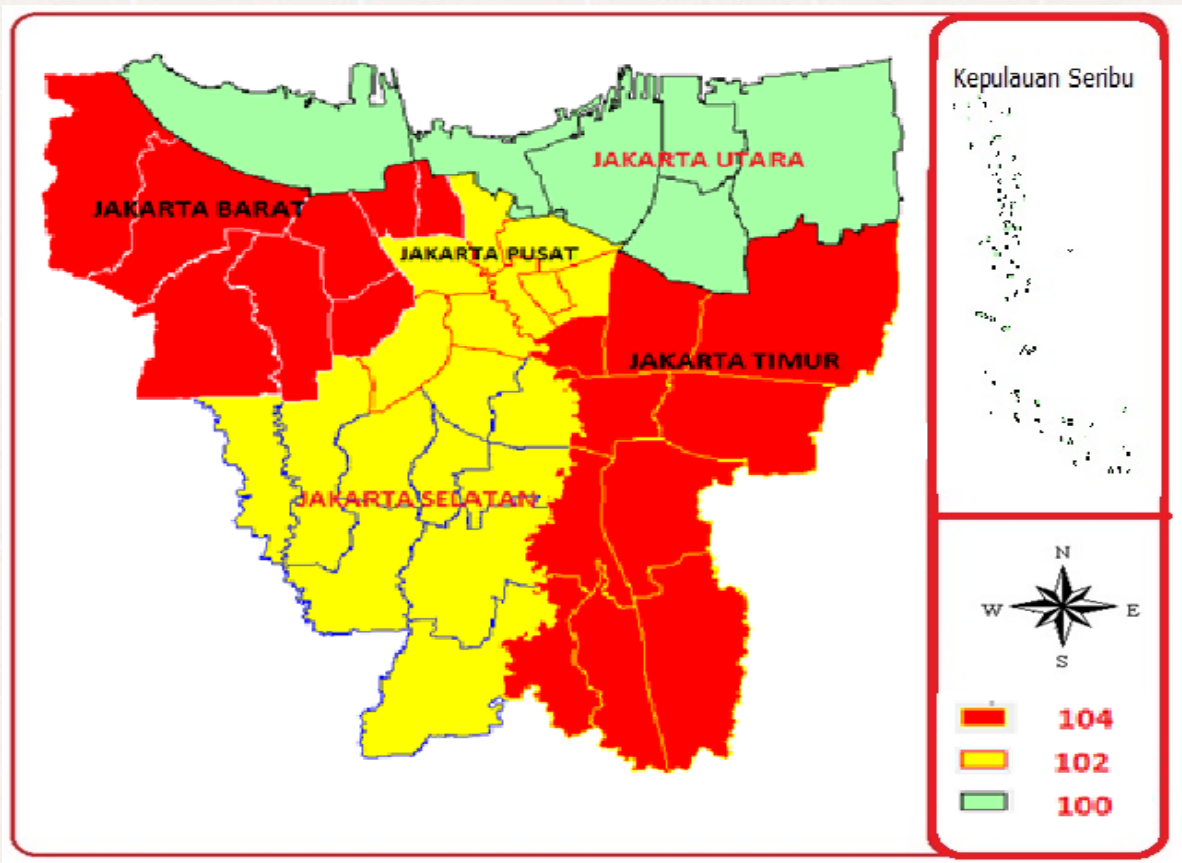 Kepulauan Seribu
JAKARTA UTARA
JAKARTA BARAT
JAKARTA PUSAT
JAKARTA TIMUR
JAKARTA SELATAN
N
W E
S
104
102
100